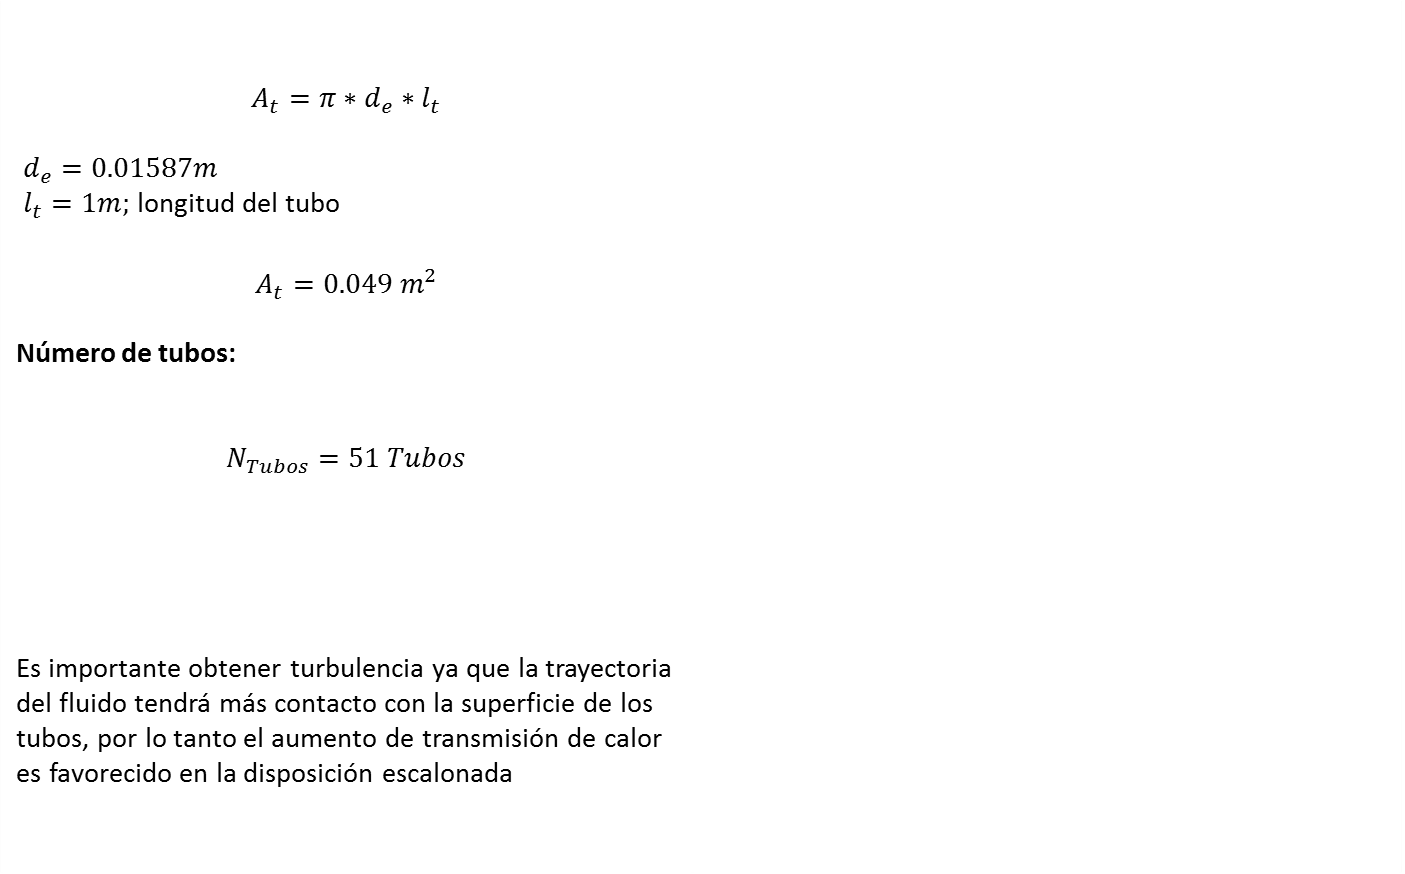 A_t = π ∗ d_e ∗ l_t
d_e = 0.01587m
l_t = 1m; longitud del tubo
A_t = 0.049 m²
Número de tubos:
N_Tubos = 51 Tubos
Es importante obtener turbulencia ya que la trayectoria
del fluido tendrá más contacto con la superficie de los
tubos, por lo tanto el aumento de transmisión de calor
es favorecido en la disposición escalonada